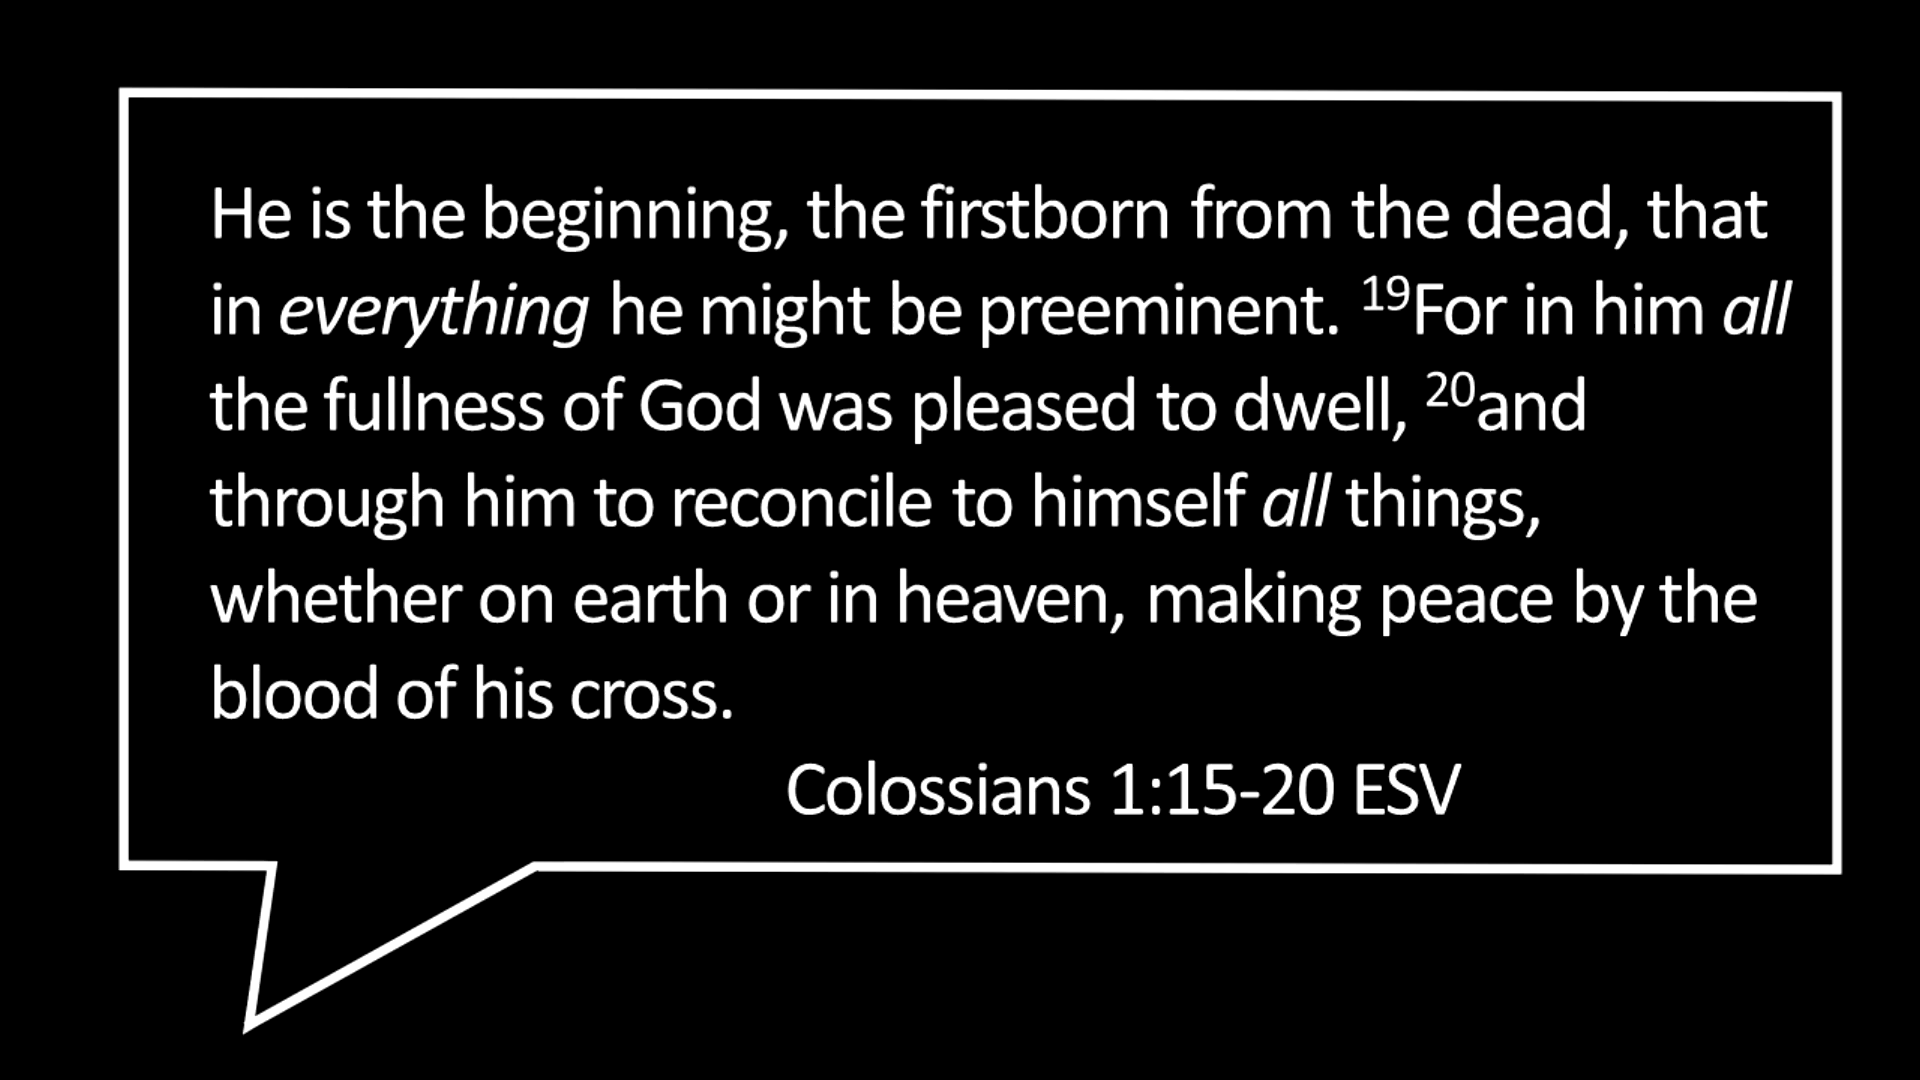 He is the beginning, the firstborn from the dead, that
in everything he might be preeminent. ¹⁹For in him all
the fullness of God was pleased to dwell, ²⁰and
through him to reconcile to himself all things,
whether on earth or in heaven, making peace by the
blood of his cross.
Colossians 1:15-20 ESV